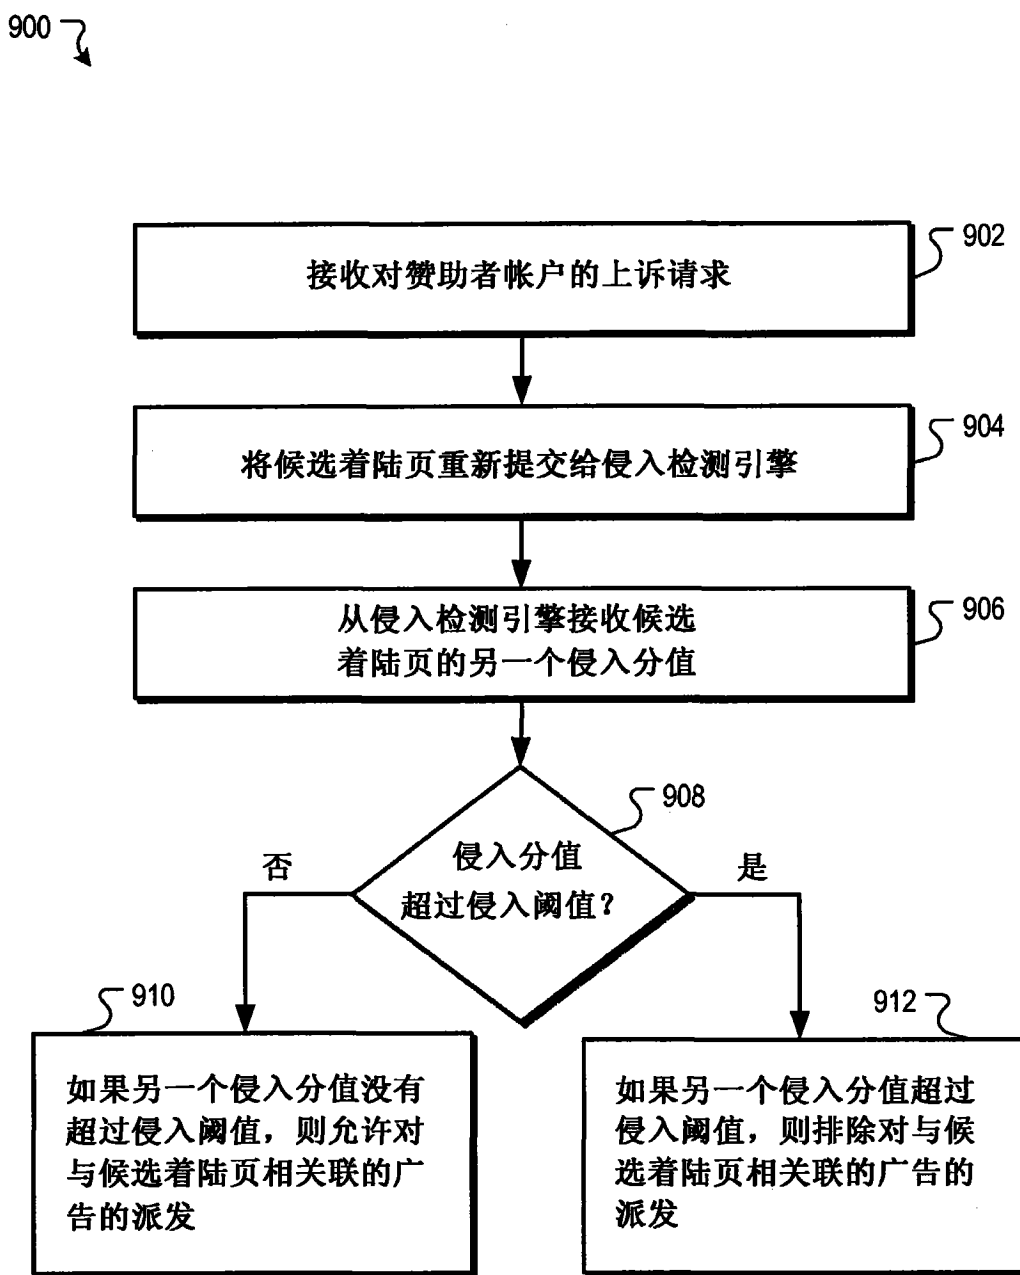 900
接收对赞助者帐户的上诉请求
902
将候选着陆页重新提交给侵入检测引擎
904
从侵入检测引擎接收候选
着陆页的另一个侵入分值
906
侵入分值
超过侵入阈值？
908
否
是
910
如果另一个侵入分值没有
超过侵入阈值，则允许对
与候选着陆页相关联的广
告的派发
912
如果另一个侵入分值超过
侵入阈值，则排除对与候
选着陆页相关联的广告的
派发